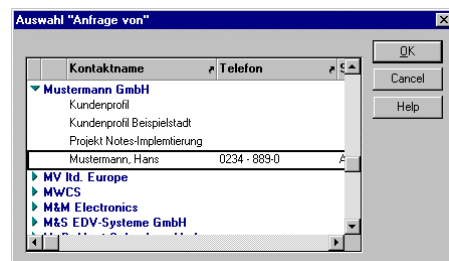 Auswahl "Anfrage von"
OK
Cancel
Help
Kontaktname Telefon
Mustermann GmbH
Kundenprofil
Kundenprofil Beispielstadt
Projekt Notes-Implemtierung
Mustermann, Hans 0234 - 889-0 A
MV ltd. Europe
MWCS
M&M Electronics
M&S EDV-Systeme GmbH